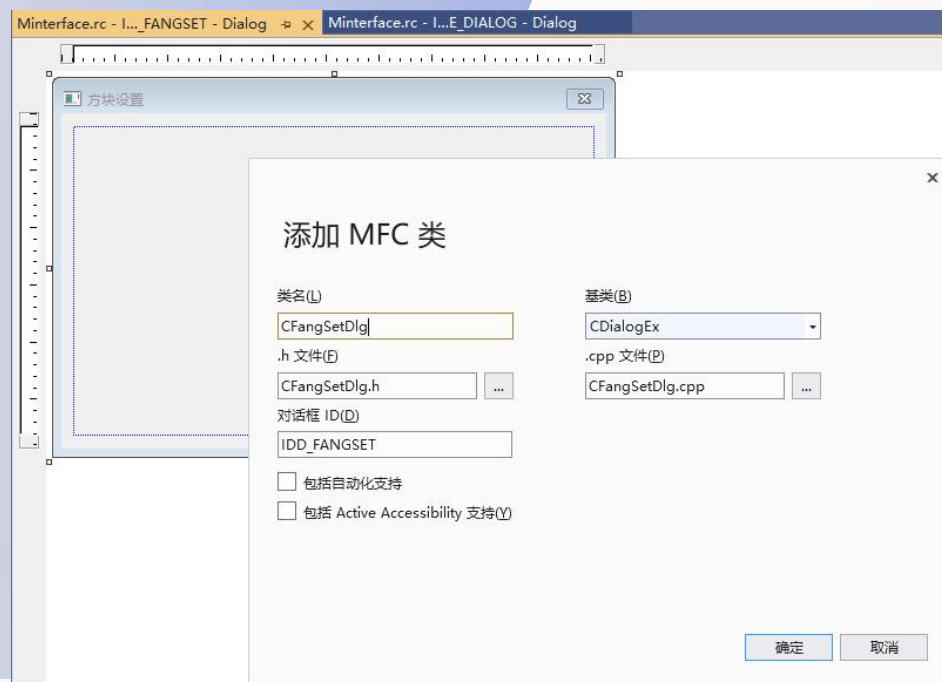 Minterface.rc - I..._FANGSET - Dialog
Minterface.rc - I...E_DIALOG - Dialog
方块设置
添加 MFC 类
类名(L)
基类(B)
CFangSetDlg
CDialogEx
.h 文件(F)
.cpp 文件(P)
CFangSetDlg.h
...
CFangSetDlg.cpp
...
对话框 ID(D)
IDD_FANGSET
包括自动化支持
包括 Active Accessibility 支持(Y)
确定
取消